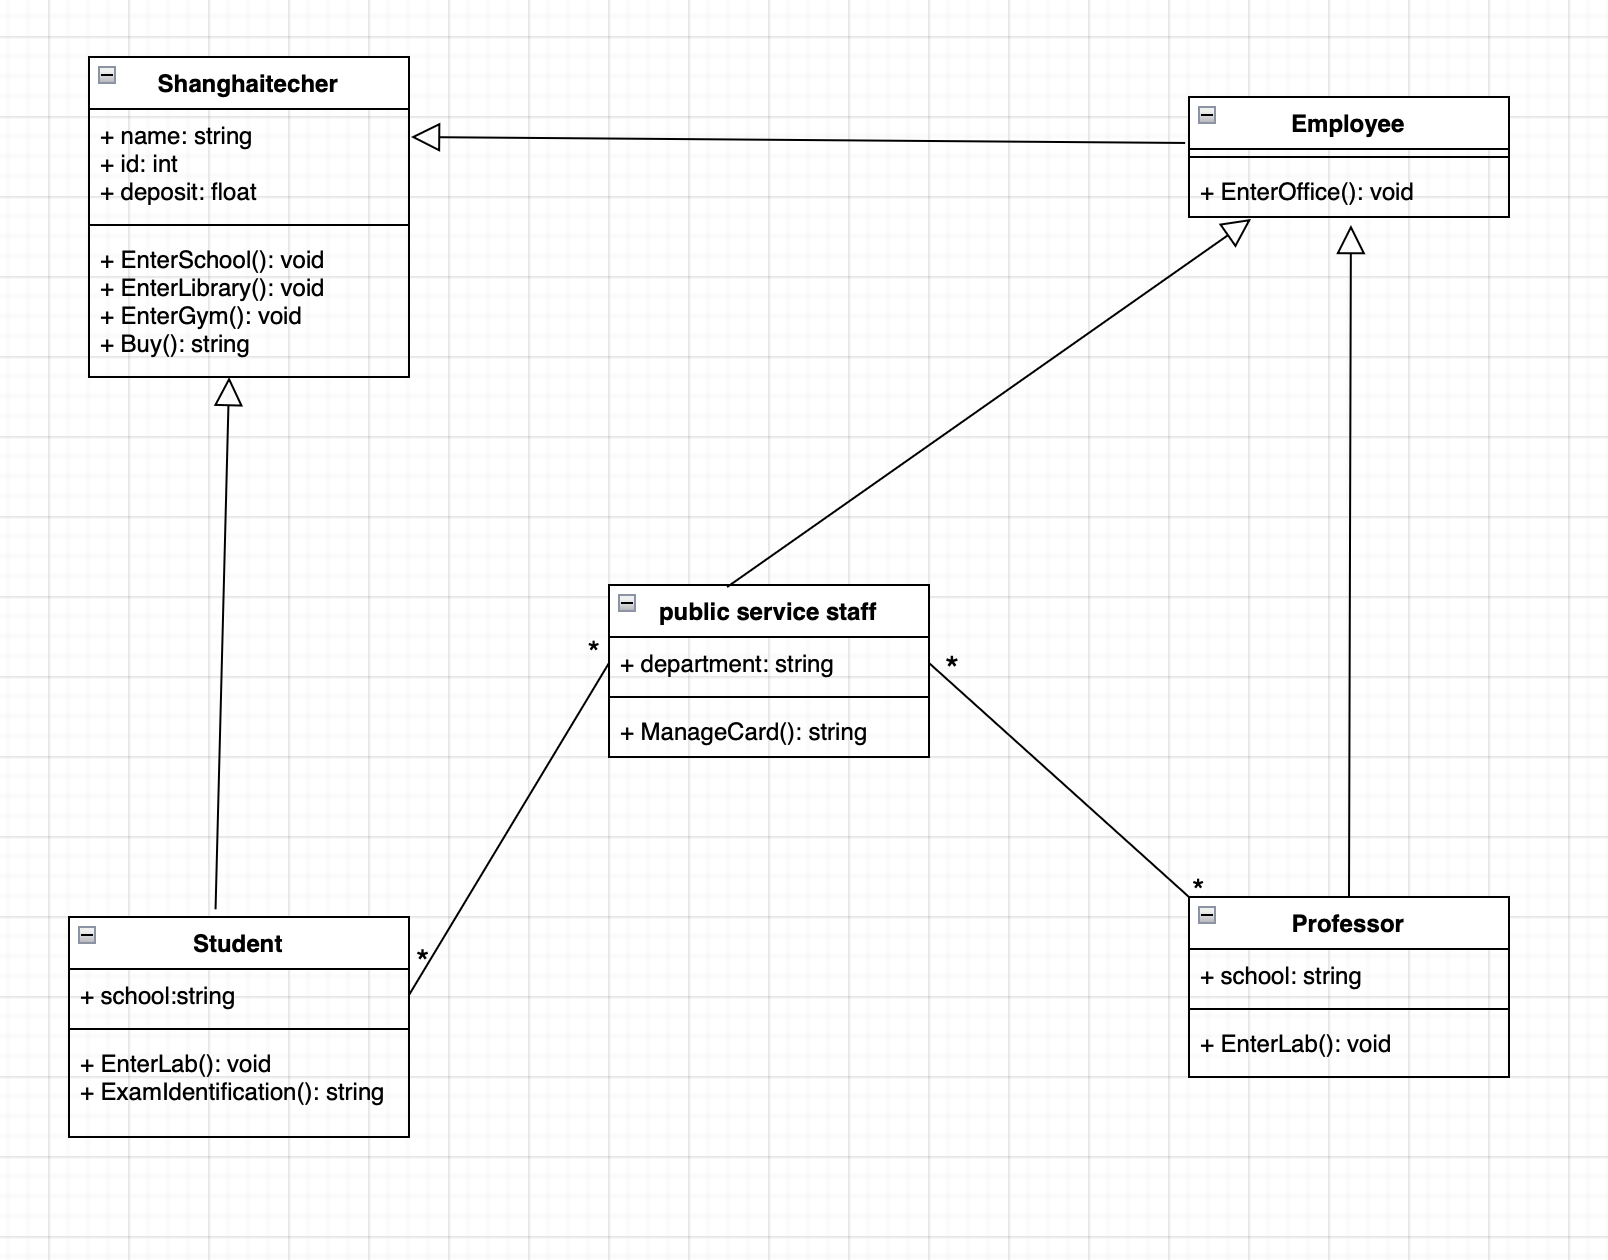 Shanghaitecher
+ name: string
+ id: int
+ deposit: float
+ EnterSchool(): void
+ EnterLibrary(): void
+ EnterGym(): void
+ Buy(): string
Employee
+ EnterOffice(): void
public service staff
*
+ department: string
*
+ ManageCard(): string
Student
*
+ school:string
+ EnterLab(): void
+ ExamIdentification(): string
*
Professor
+ school: string
+ EnterLab(): void